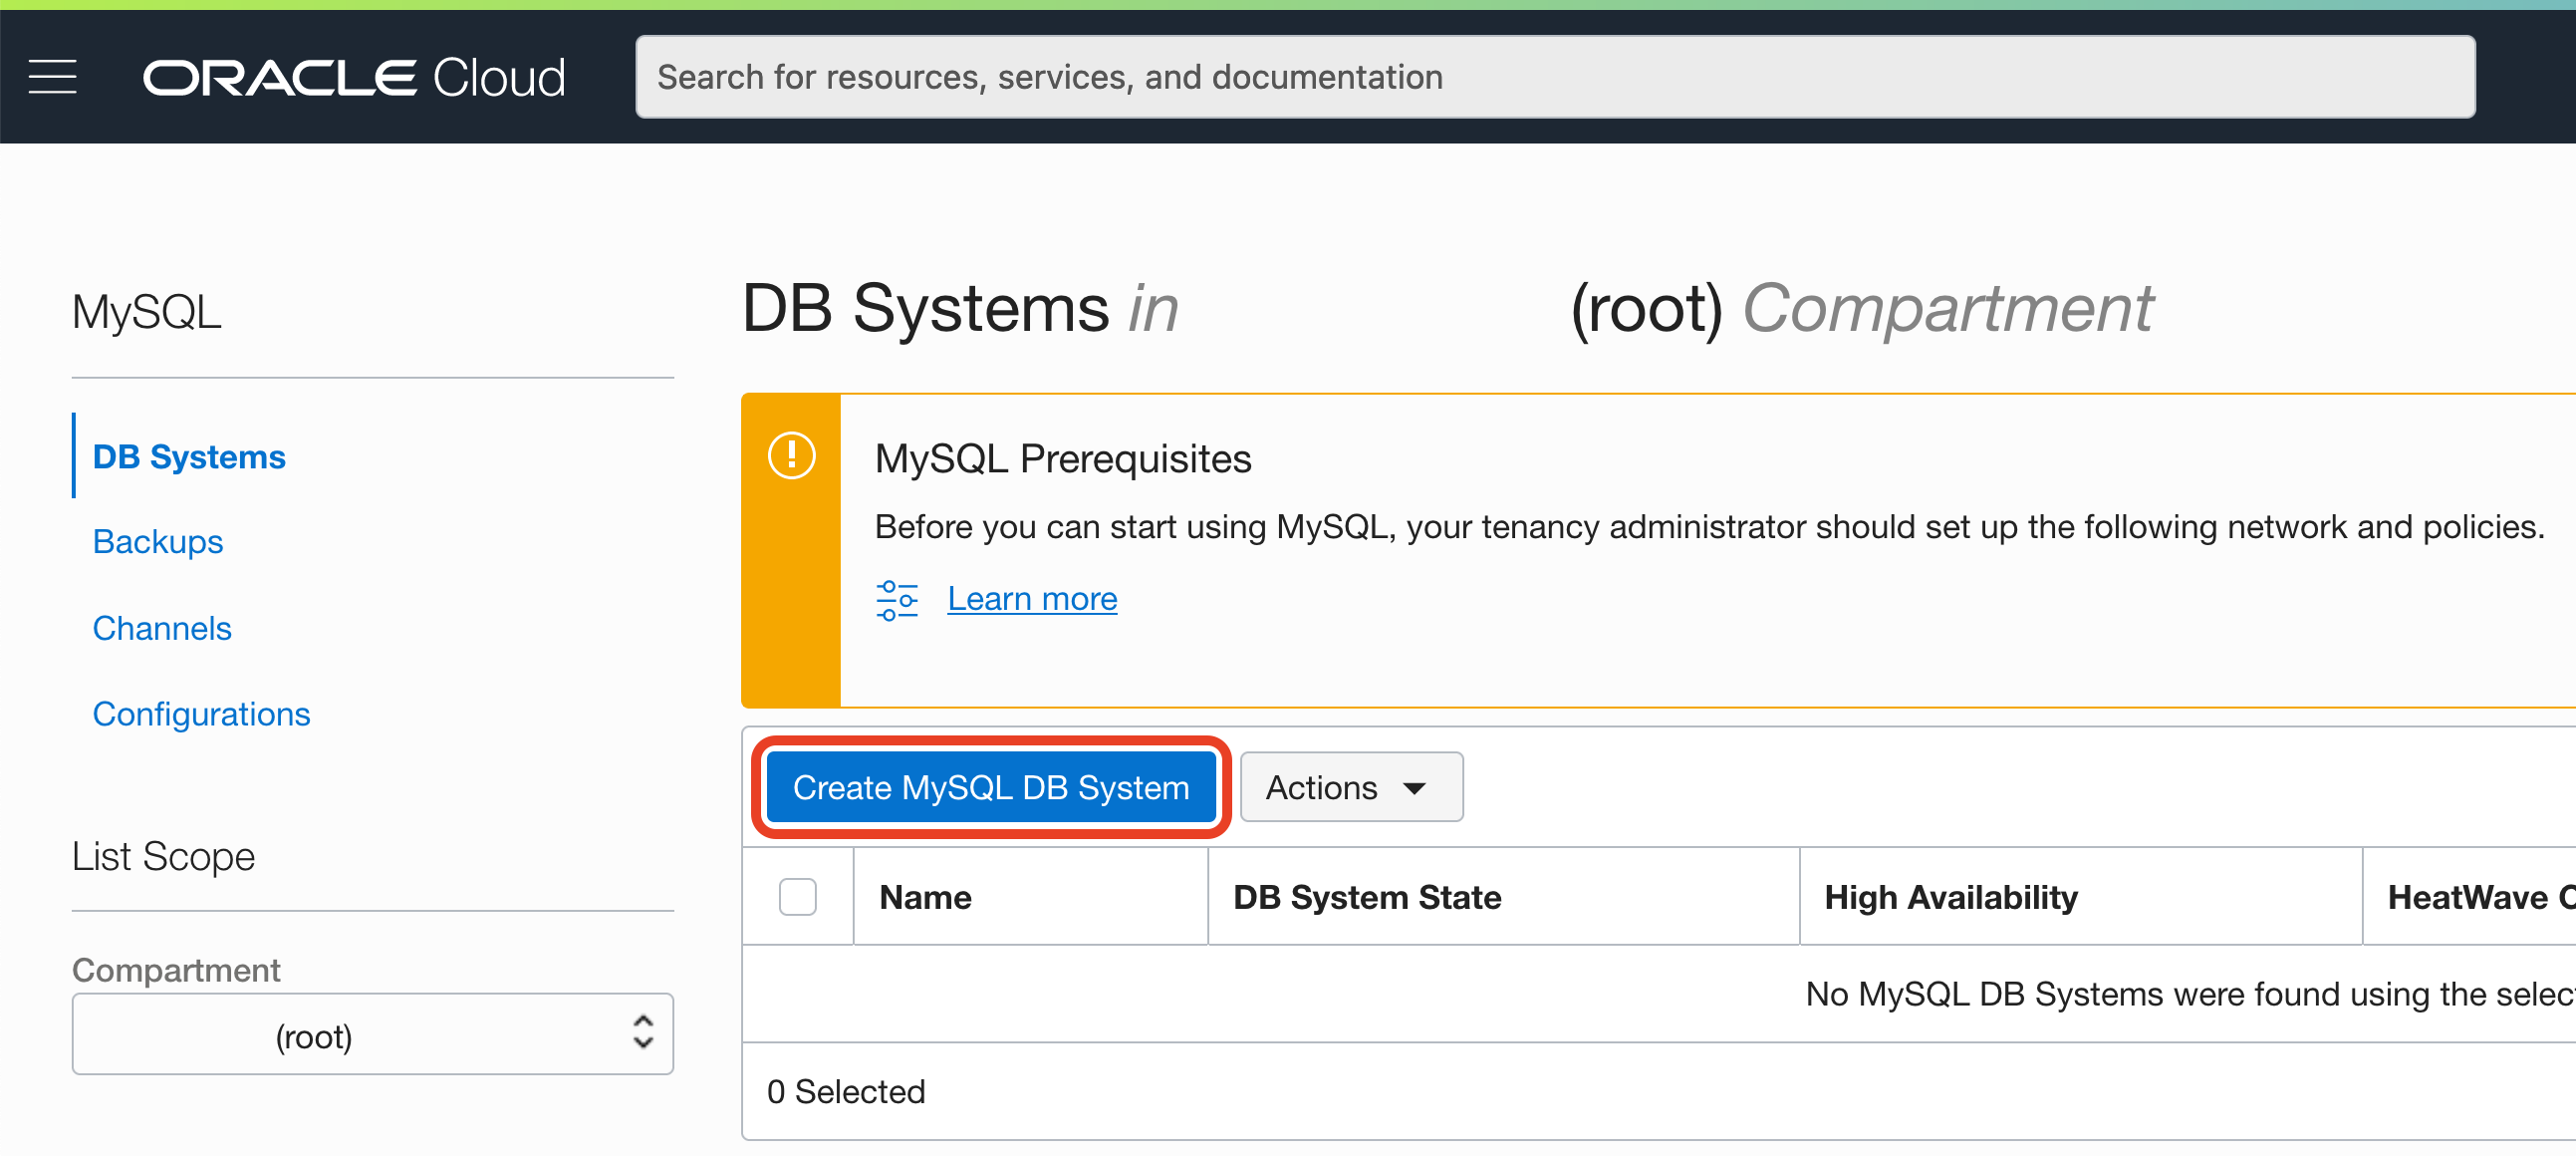 ORACLE Cloud
Search for resources, services, and documentation
MySQL
DB Systems
Backups
Channels
Configurations
List Scope
Compartment
(root)
DB Systems in (root) Compartment
MySQL Prerequisites
Before you can start using MySQL, your tenancy administrator should set up the following network and policies.
Learn more
Create MySQL DB System Actions
Name DB System State High Availability HeatWave C
No MySQL DB Systems were found using the select
0 Selected